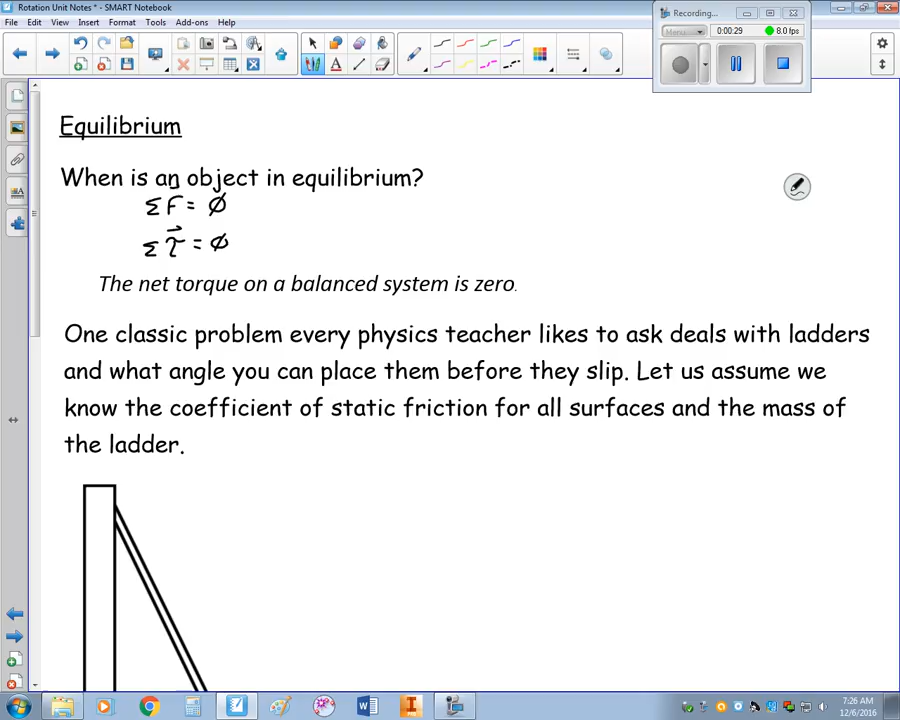 Rotation Unit Notes * - SMART Notebook
Recording...
File Edit View Insert Format Tools Add-ons Help
Menu 0:00:29 8.0 fps
Equilibrium
When is an object in equilibrium?
Σ F = Ø
Σ τ = Ø
The net torque on a balanced system is zero.
One classic problem every physics teacher likes to ask deals with ladders
and what angle you can place them before they slip. Let us assume we
know the coefficient of static friction for all surfaces and the mass of
the ladder.
7:26 AM
12/6/2016